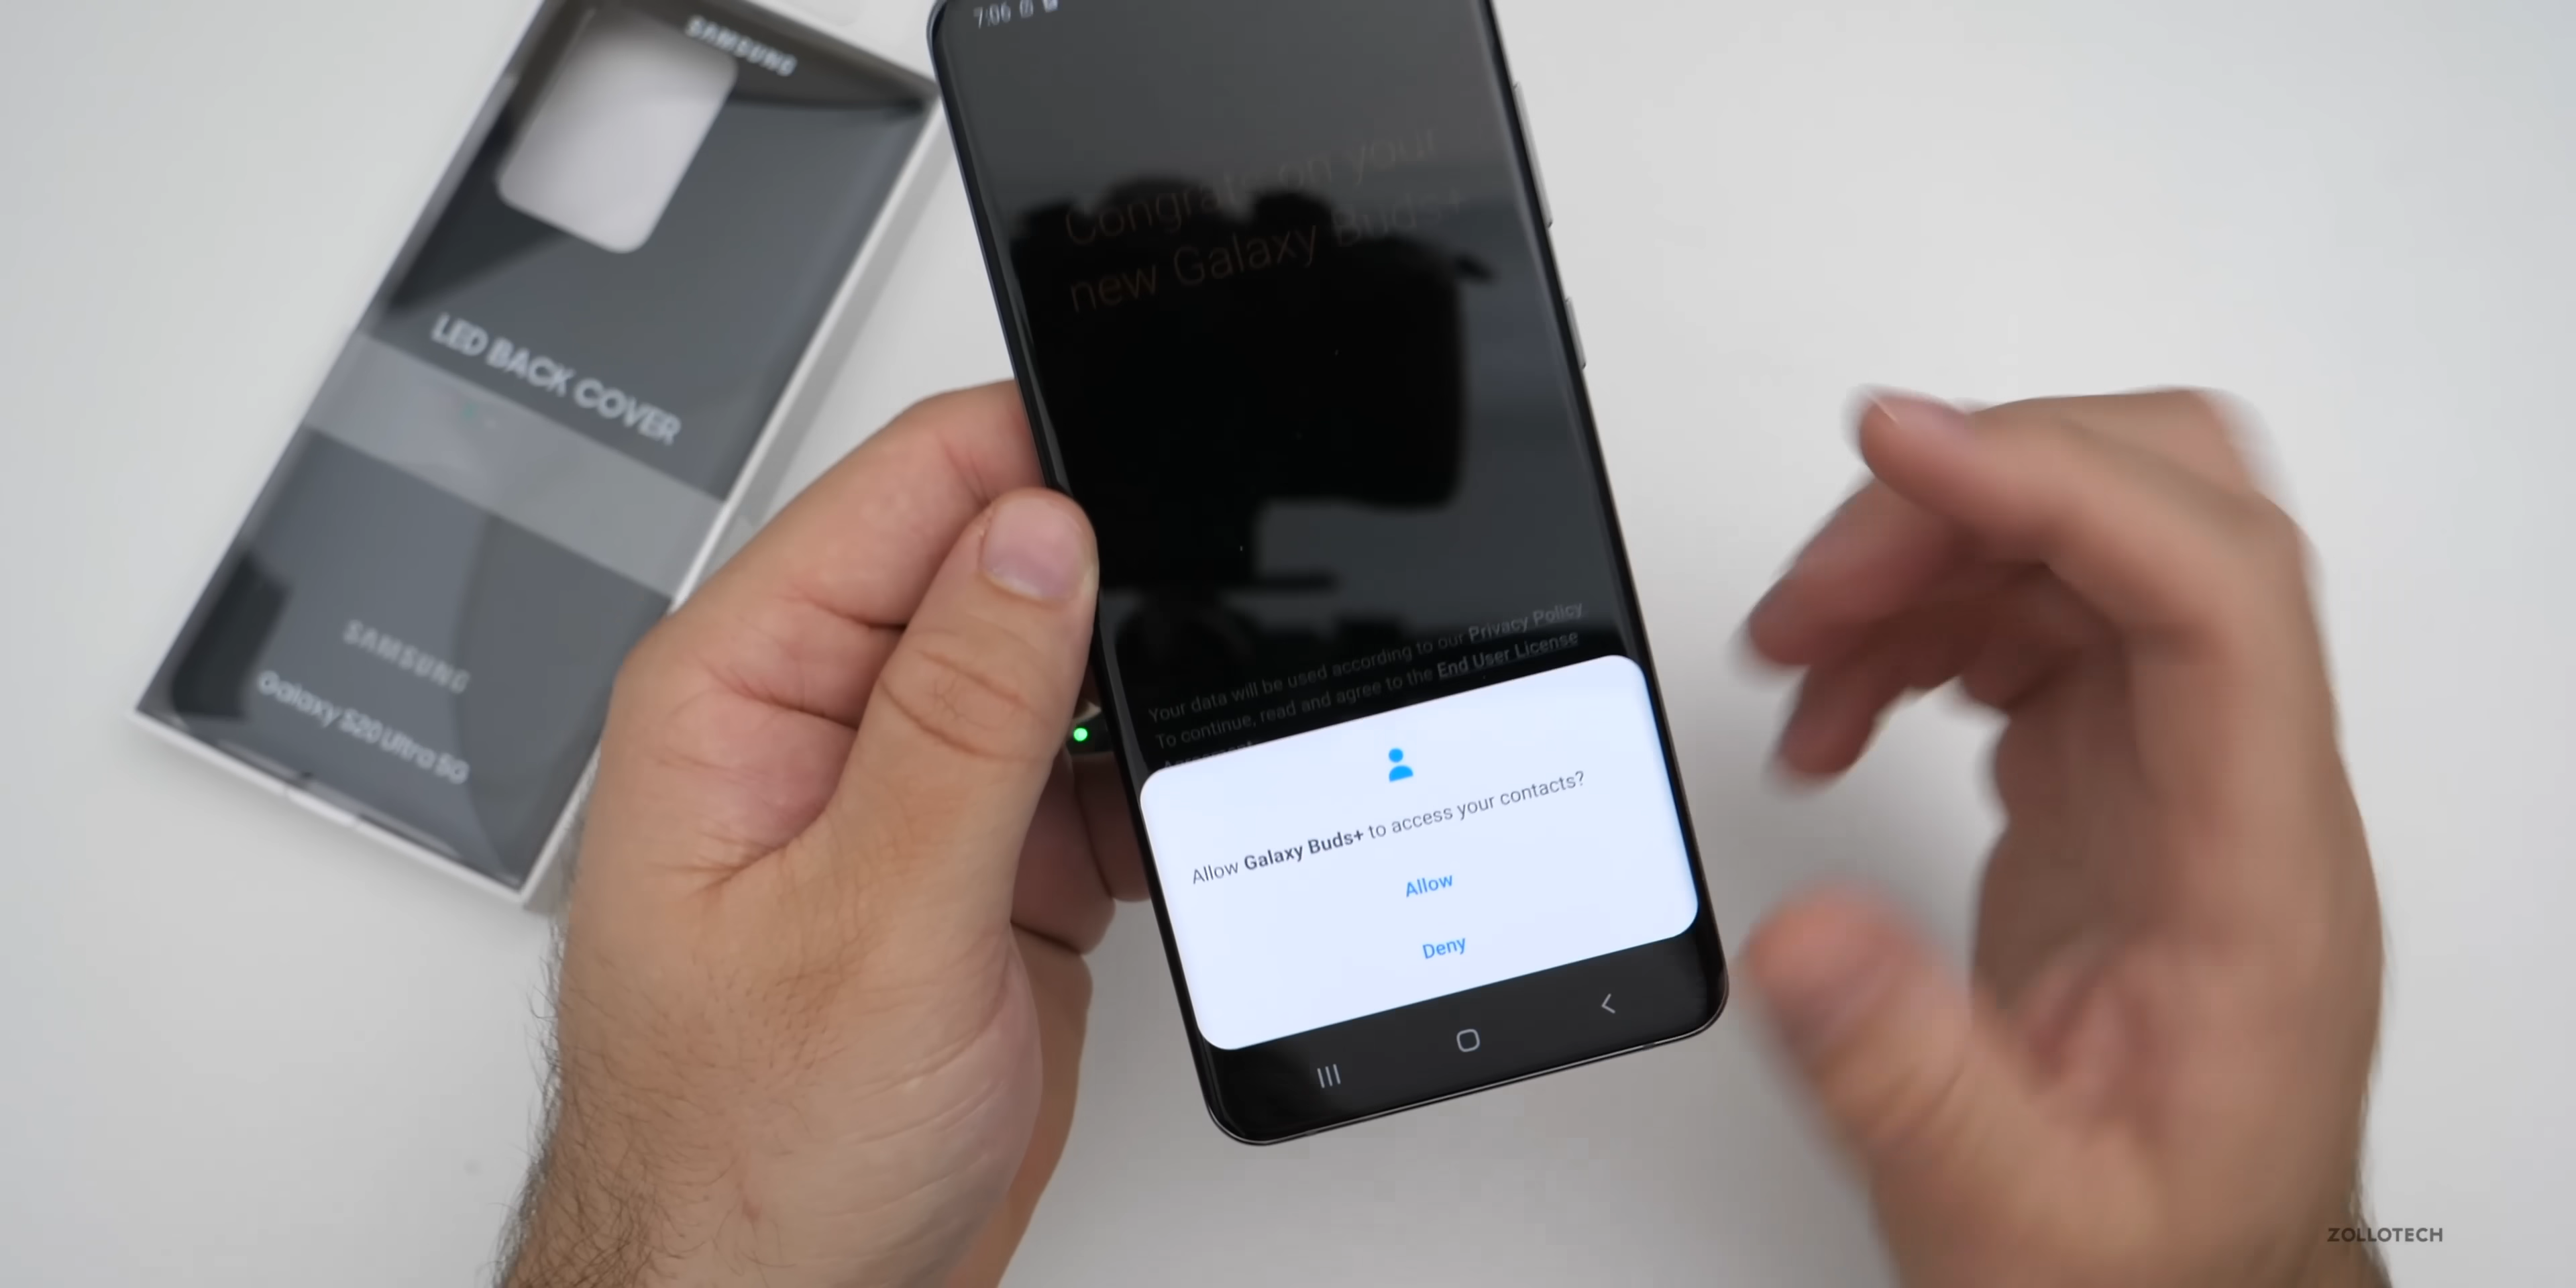 SAMSUNG
LED BACK COVER
SAMSUNG
Galaxy S20 Ultra 5G
7:06
Congrats on your
new Galaxy Buds+
Your data will be used according to our Privacy Policy
To continue, read and agree to the End User License
Allow Galaxy Buds+ to access your contacts?
Allow
Deny
ZOLLOTECH